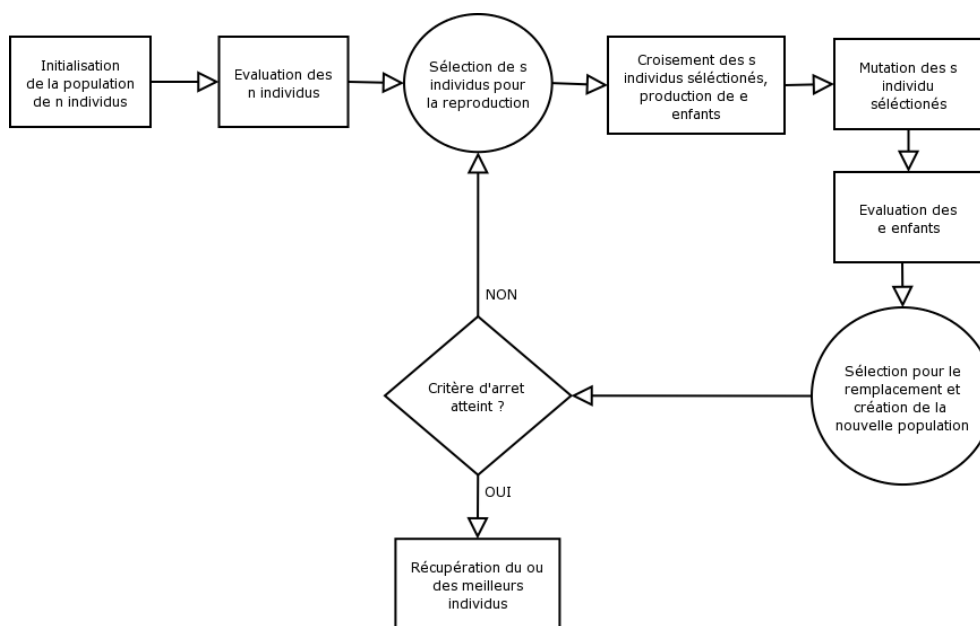 Initialisation
de la population
de n individus
Evaluation des
n individus
Sélection de s
individus pour
la reproduction
Croisement des s
individus séléctionés,
production de e
enfants
Mutation des s
individu
séléctionés
Evaluation des
e enfants
Sélection pour le
remplacement et
création de la
nouvelle population
Critère d'arret
atteint ?
NON
OUI
Récupération du ou
des meilleurs
individus